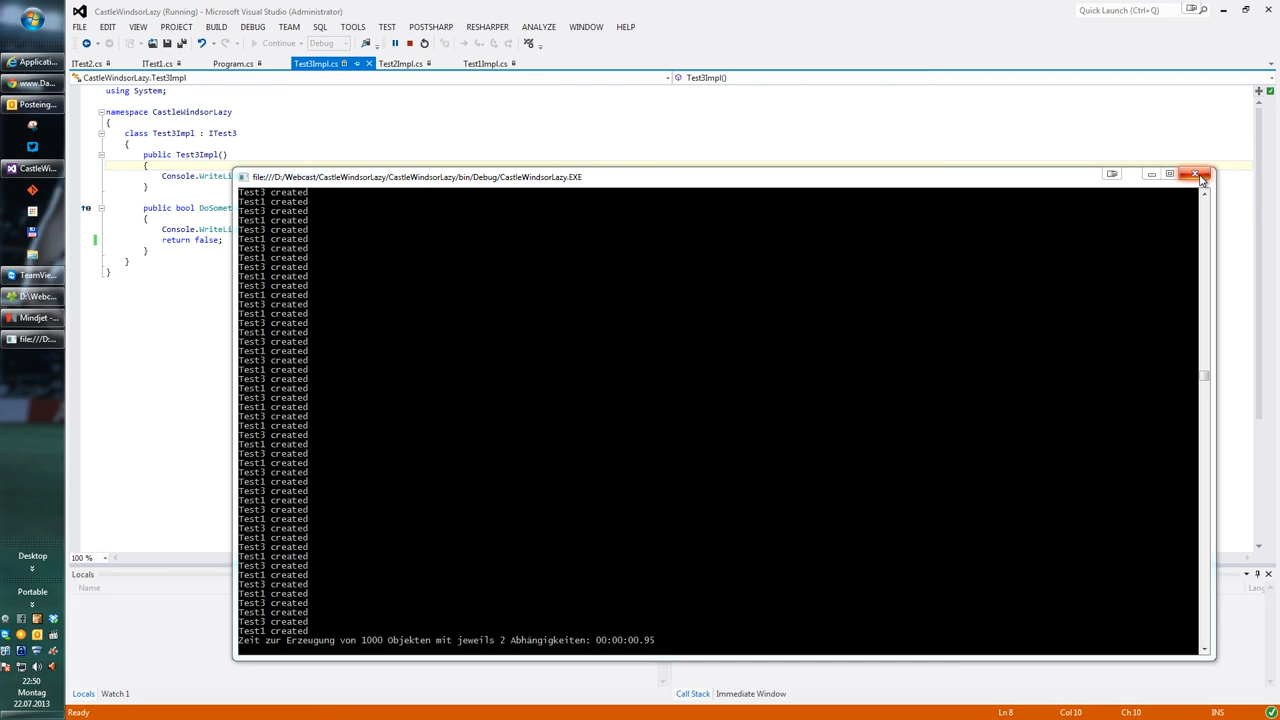 CastleWindsorLazy (Running) - Microsoft Visual Studio (Administrator)
Quick Launch (Ctrl+Q)
FILE EDIT VIEW PROJECT BUILD DEBUG TEAM SQL TOOLS TEST POSTSHARP RESHARPER ANALYZE WINDOW HELP
Continue Debug
ITest2.cs ITest1.cs Program.cs Test3Impl.cs Test2Impl.cs Test1Impl.cs
CastleWindsorLazy.Test3Impl Test3Impl()
using System;
namespace CastleWindsorLazy
{
class Test3Impl : ITest3
{
public Test3Impl()
{
Console.WriteLi
}
public bool DoSomet
{
Console.WriteLi
return false;
}
}
}
100 %
Locals
Name
Lang
Locals Watch 1
Call Stack Immediate Window
Ready Ln 8 Col 10 Ch 10 INS
Applicati...
www.Da...
Posteing...
CastleWi...
TeamVie...
D:\Webc...
Mindjet -...
file:///D:...
Desktop
Portable
22:50
Montag
22.07.2013
file:///D:/Webcast/CastleWindsorLazy/CastleWindsorLazy/bin/Debug/CastleWindsorLazy.EXE
Test3 created
Test1 created
Test3 created
Test1 created
Test3 created
Test1 created
Test3 created
Test1 created
Test3 created
Test1 created
Test3 created
Test1 created
Test3 created
Test1 created
Test3 created
Test1 created
Test3 created
Test1 created
Test3 created
Test1 created
Test3 created
Test1 created
Test3 created
Test1 created
Test3 created
Test1 created
Test3 created
Test1 created
Test3 created
Test1 created
Test3 created
Test1 created
Test3 created
Test1 created
Test3 created
Test1 created
Test3 created
Test1 created
Test3 created
Test1 created
Test3 created
Test1 created
Test3 created
Test1 created
Test3 created
Test1 created
Test3 created
Test1 created
Zeit zur Erzeugung von 1000 Objekten mit jeweils 2 Abhängigkeiten: 00:00:00.95